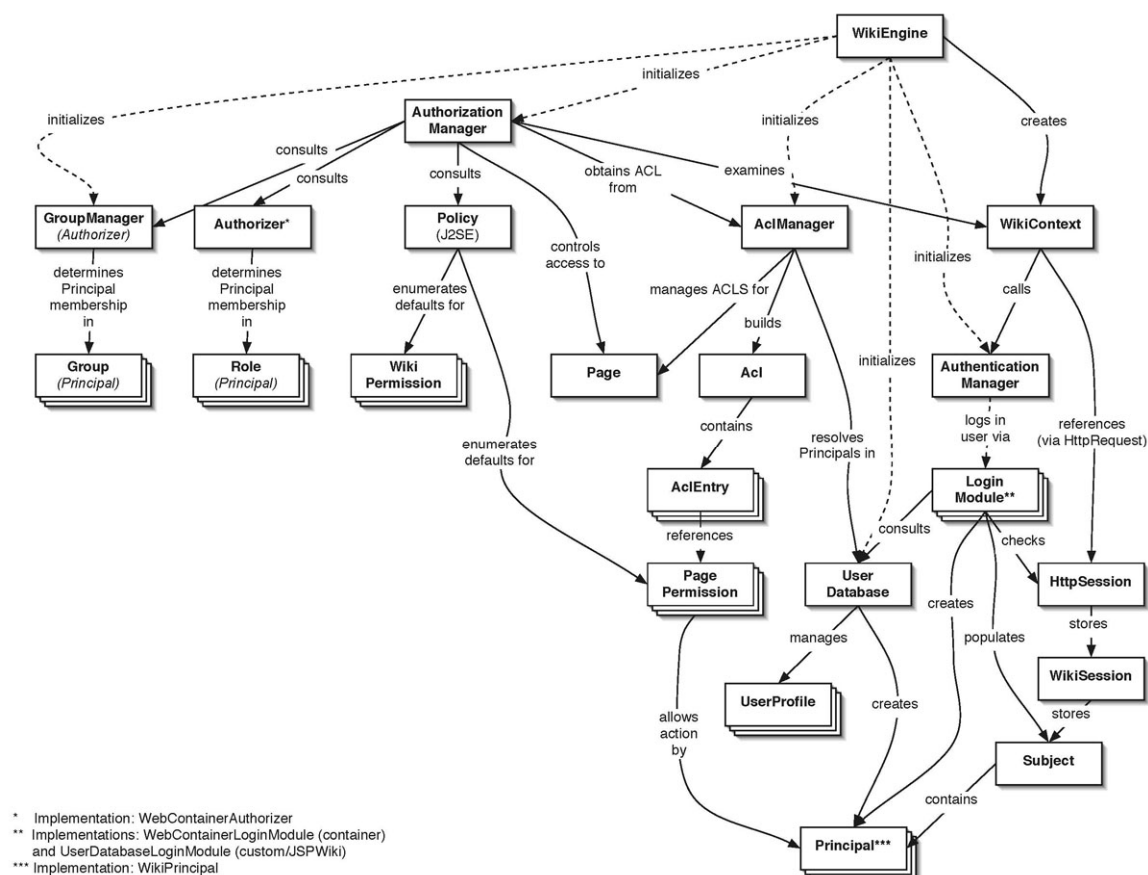 WikiEngine
initializes
Authorization
Manager
initializes
initializes
creates
consults
consults
consults
obtains ACL
from
examines
GroupManager
(Authorizer)
Authorizer*
Policy
(J2SE)
AclManager
WikiContext
controls
access to
initializes
determines
Principal
membership
in
determines
Principal
membership
in
enumerates
defaults for
manages ACLS for
calls
builds
initializes
Group
(Principal)
Role
(Principal)
Wiki
Permission
Page
Acl
Authentication
Manager
contains
logs in
user via
references
(via HttpRequest)
enumerates
defaults for
resolves
Principals in
AclEntry
Login
Module**
references
consults
checks
Page
Permission
User
Database
HttpSession
creates
stores
manages
populates
WikiSession
UserProfile
creates
stores
allows
action
by
Subject
contains
Principal***
* Implementation: WebContainerAuthorizer
** Implementations: WebContainerLoginModule (container)
and UserDatabaseLoginModule (custom/JSPWiki)
*** Implementation: WikiPrincipal